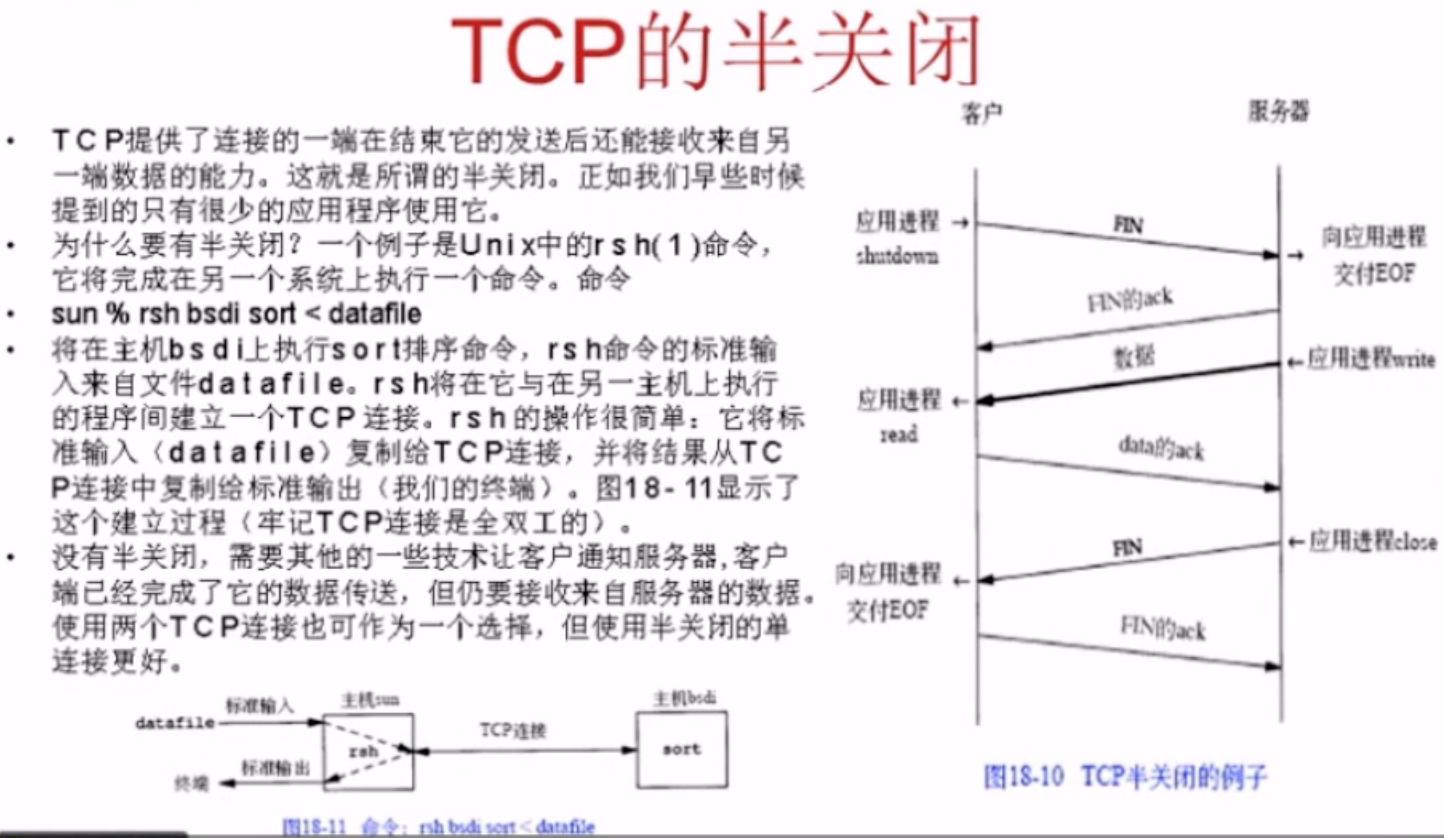 TCP的半关闭
• TCP提供了连接的一端在结束它的发送后还能接收来自另
一端数据的能力。这就是所谓的半关闭。正如我们早些时候
提到的只有很少的应用程序使用它。
• 为什么要有半关闭？一个例子是Unix中的rsh(1)命令，
它将完成在另一个系统上执行一个命令。命令
• sun % rsh bsdi sort < datafile
• 将在主机bsdi上执行sort排序命令，rsh命令的标准输
入来自文件datafile。rsh将在它与在另一主机上执行
的程序间建立一个TCP连接。rsh的操作很简单：它将标
准输入（datafile）复制给TCP连接，并将结果从TC
P连接中复制给标准输出（我们的终端）。图18-11显示了
这个建立过程（牢记TCP连接是全双工的）。
• 没有半关闭，需要其他的一些技术让客户通知服务器,客户
端已经完成了它的数据传送，但仍要接收来自服务器的数据。
使用两个TCP连接也可作为一个选择，但使用半关闭的单
连接更好。
标准输入
主机sun
主机bsdi
datafile
rsh
TCP连接
sort
终端
标准输出
图18-11 命令：rsh bsdi sort < datafile
客户
服务器
应用进程
shutdown
FIN
向应用进程
交付EOF
FIN的ack
数据
应用进程write
应用进程
read
data的ack
FIN
应用进程close
向应用进程
交付EOF
FIN的ack
图18-10 TCP半关闭的例子